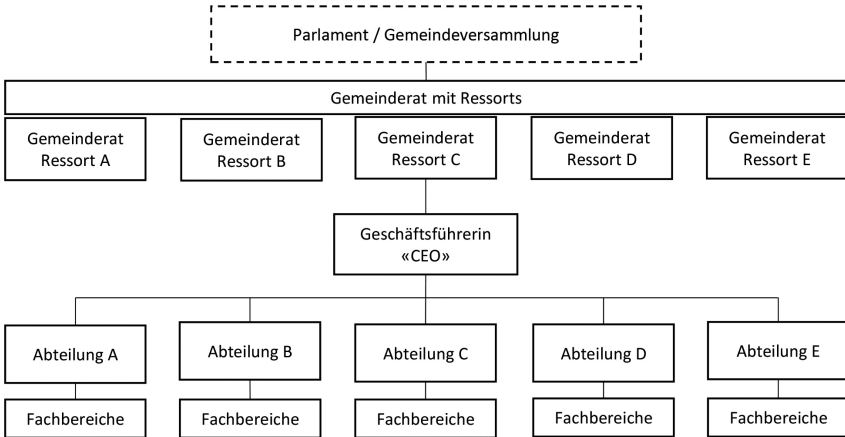 Parlament / Gemeindeversammlung
Gemeinderat mit Ressorts
Gemeinderat
Ressort A
Gemeinderat
Ressort B
Gemeinderat
Ressort C
Gemeinderat
Ressort D
Gemeinderat
Ressort E
Geschäftsführerin
«CEO»
Abteilung A
Abteilung B
Abteilung C
Abteilung D
Abteilung E
Fachbereiche
Fachbereiche
Fachbereiche
Fachbereiche
Fachbereiche